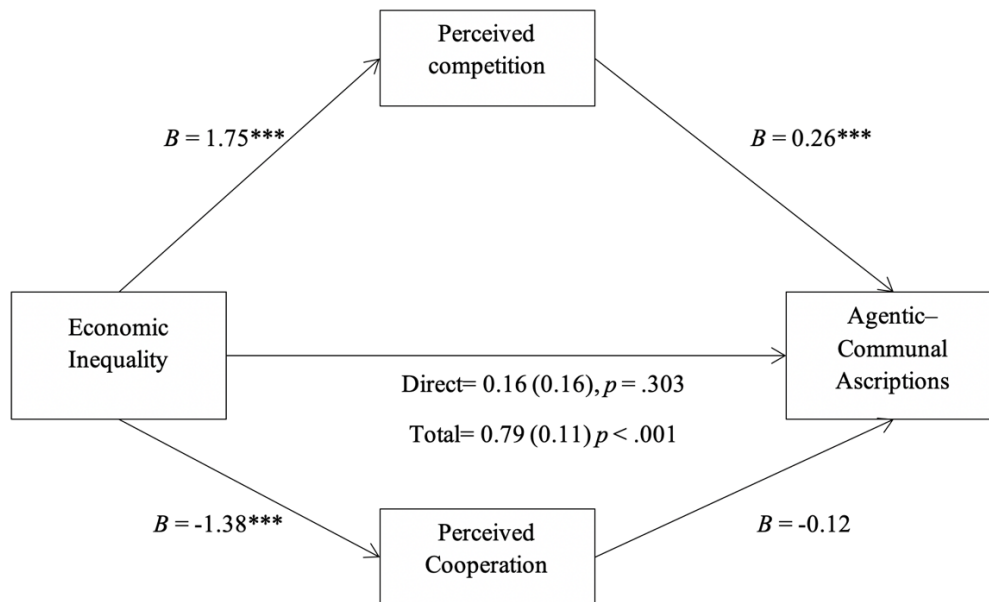 Perceived
competition
B = 1.75***
B = 0.26***
Economic
Inequality
Agentic–
Communal
Ascriptions
Direct= 0.16 (0.16), p = .303
Total= 0.79 (0.11) p < .001
B = -1.38***
B = -0.12
Perceived
Cooperation